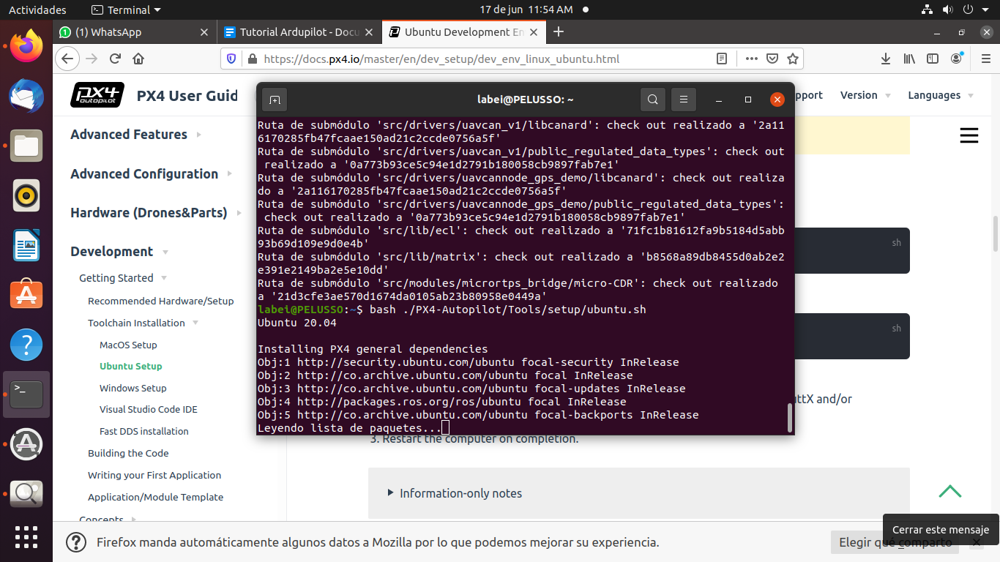 Actividades
Terminal
17 de jun 11:54 AM
(1) WhatsApp
Tutorial Ardupilot - Docu
Ubuntu Development En
https://docs.px4.io/master/en/dev_setup/dev_env_linux_ubuntu.html
px4
autopilot
PX4 User Guid
pport
Version
Languages
Advanced Features
Advanced Configuration
Hardware (Drones&Parts)
Development
Getting Started
Recommended Hardware/Setup
Toolchain Installation
MacOS Setup
Ubuntu Setup
Windows Setup
Visual Studio Code IDE
Fast DDS installation
Building the Code
Writing your First Application
Application/Module Template
Concepts
labei@PELUSSO: ~
Ruta de submódulo 'src/drivers/uavcan_v1/libcanard': check out realizado a '2a11
6170285fb47fcaae150ad21c2ccde0756a5f'
Ruta de submódulo 'src/drivers/uavcan_v1/public_regulated_data_types': check out
realizado a '0a773b93ce5c94e1d2791b180058cb9897fab7e1'
Ruta de submódulo 'src/drivers/uavcannode_gps_demo/libcanard': check out realiza
do a '2a116170285fb47fcaae150ad21c2ccde0756a5f'
Ruta de submódulo 'src/drivers/uavcannode_gps_demo/public_regulated_data_types':
check out realizado a '0a773b93ce5c94e1d2791b180058cb9897fab7e1'
Ruta de submódulo 'src/lib/ecl': check out realizado a '71fc1b81612fa9b5184d5abb
93b69d109e9d0e4b'
Ruta de submódulo 'src/lib/matrix': check out realizado a 'b8568a89db8455d0ab2e2
e391e2149ba2e5e10dd'
Ruta de submódulo 'src/modules/micrortps_bridge/micro-CDR': check out realizado
a '21d3cfe3ae570d1674da0105ab23b80958e0449a'
labei@PELUSSO:~$ bash ./PX4-Autopilot/Tools/setup/ubuntu.sh
Ubuntu 20.04
Installing PX4 general dependencies
Obj:1 http://security.ubuntu.com/ubuntu focal-security InRelease
Obj:2 http://co.archive.ubuntu.com/ubuntu focal InRelease
Obj:3 http://co.archive.ubuntu.com/ubuntu focal-updates InRelease
Obj:4 http://packages.ros.org/ros/ubuntu focal InRelease
Obj:5 http://co.archive.ubuntu.com/ubuntu focal-backports InRelease
Leyendo lista de paquetes...
sh
sh
ttX and/or
3. Restart the computer on completion.
Information-only notes
Firefox manda automáticamente algunos datos a Mozilla por lo que podemos mejorar su experiencia.
Elegir qué comparto
Cerrar este mensaje